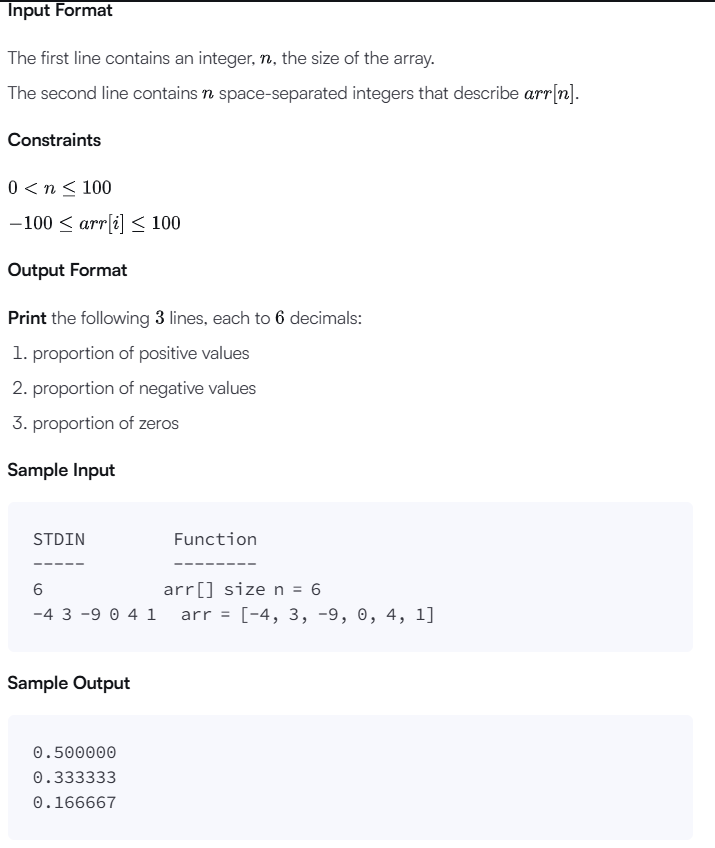 Input Format
The first line contains an integer, n, the size of the array.
The second line contains n space-separated integers that describe arr[n].
Constraints
0 < n ≤ 100
−100 ≤ arr[i] ≤ 100
Output Format
Print the following 3 lines, each to 6 decimals:
1. proportion of positive values
2. proportion of negative values
3. proportion of zeros
Sample Input
STDIN         Function
-----         --------
6            arr[] size n = 6
-4 3 -9 0 4 1  arr = [-4, 3, -9, 0, 4, 1]
Sample Output
0.500000
0.333333
0.166667